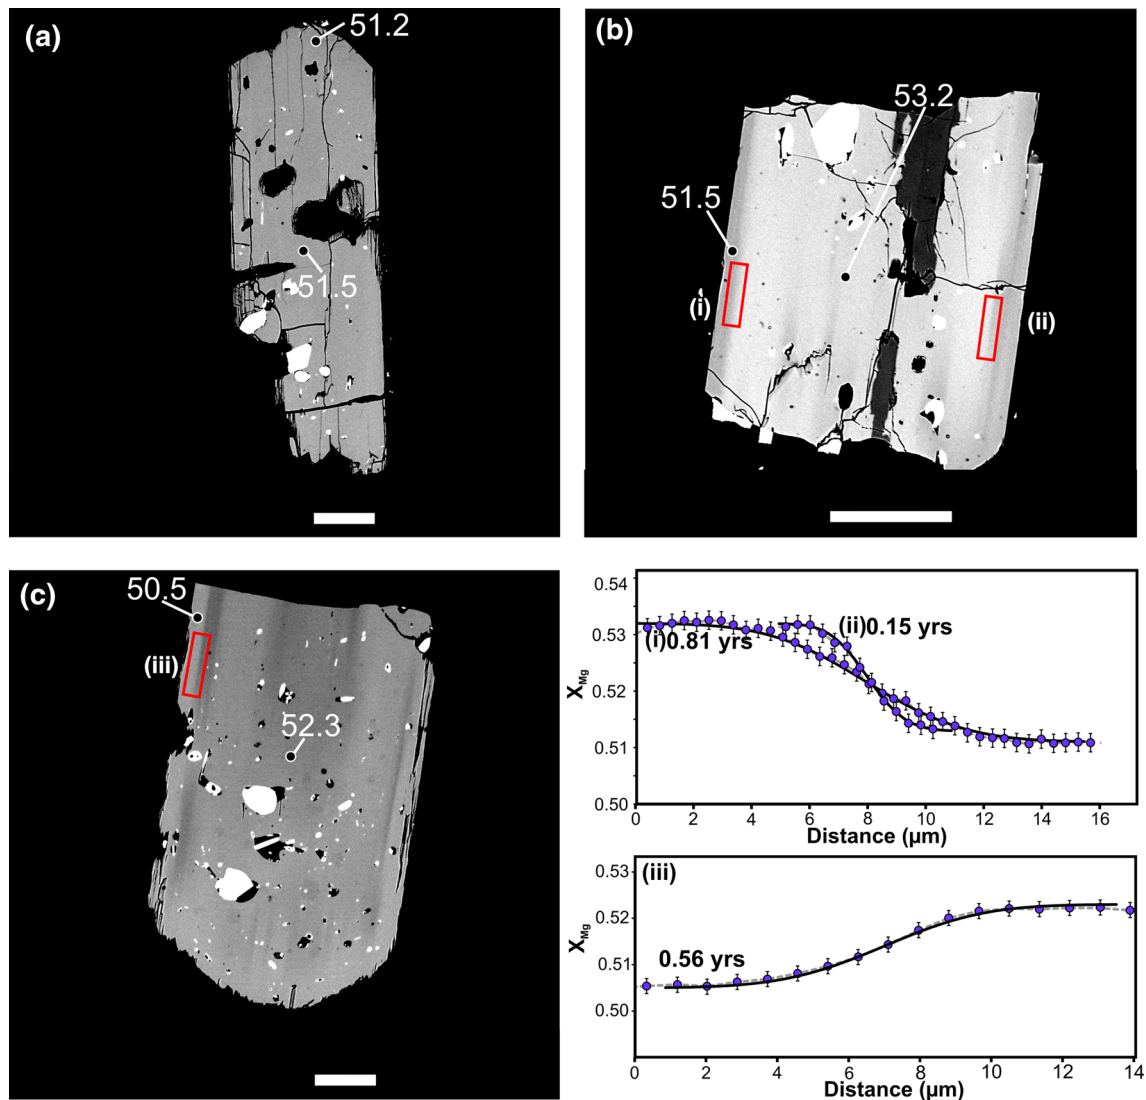 (a)
51.2
51.5
(b)
53.2
51.5
(i)
(ii)
(c)
50.5
(iii)
52.3
0.54
0.53
0.52
0.51
0.50
X_Mg
(i)0.81 yrs
(ii)0.15 yrs
0 2 4 6 8 10 12 14 16
Distance (µm)
(iii)
0.53
0.52
0.51
0.50
X_Mg
0.56 yrs
0 2 4 6 8 10 12 14
Distance (µm)